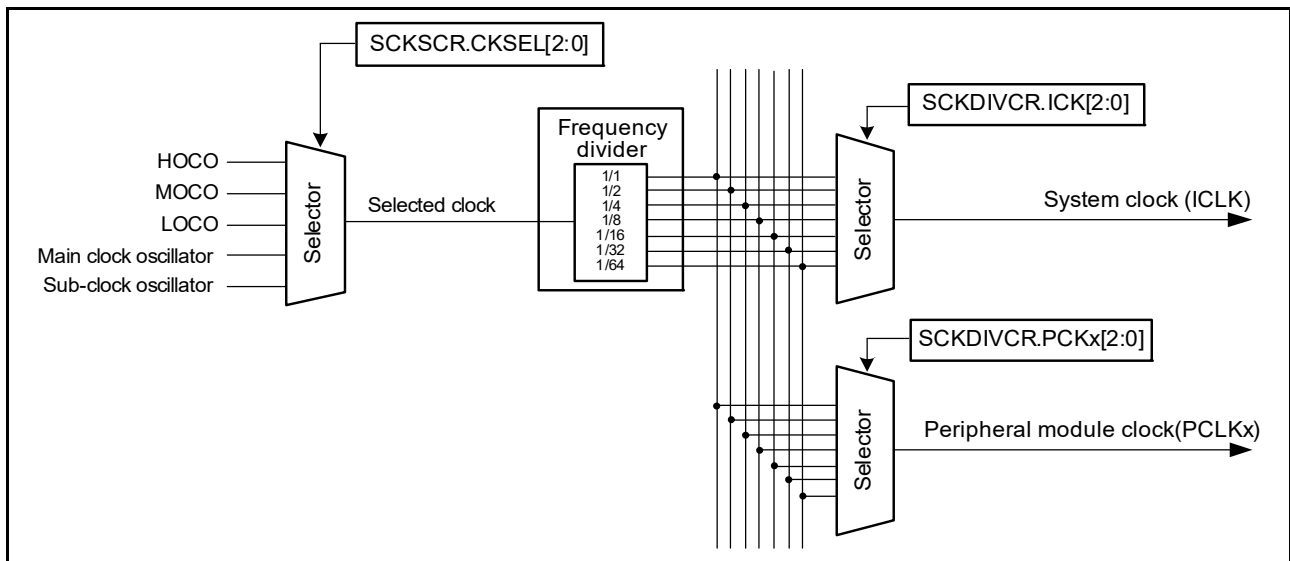 SCKSCR.CKSEL[2:0]
HOCO
MOCO
LOCO
Main clock oscillator
Sub-clock oscillator
Selector
Selected clock
Frequency
divider
1/1
1/2
1/4
1/8
1/16
1/32
1/64
SCKDIVCR.ICK[2:0]
Selector
System clock (ICLK)
SCKDIVCR.PCKx[2:0]
Selector
Peripheral module clock(PCLKx)